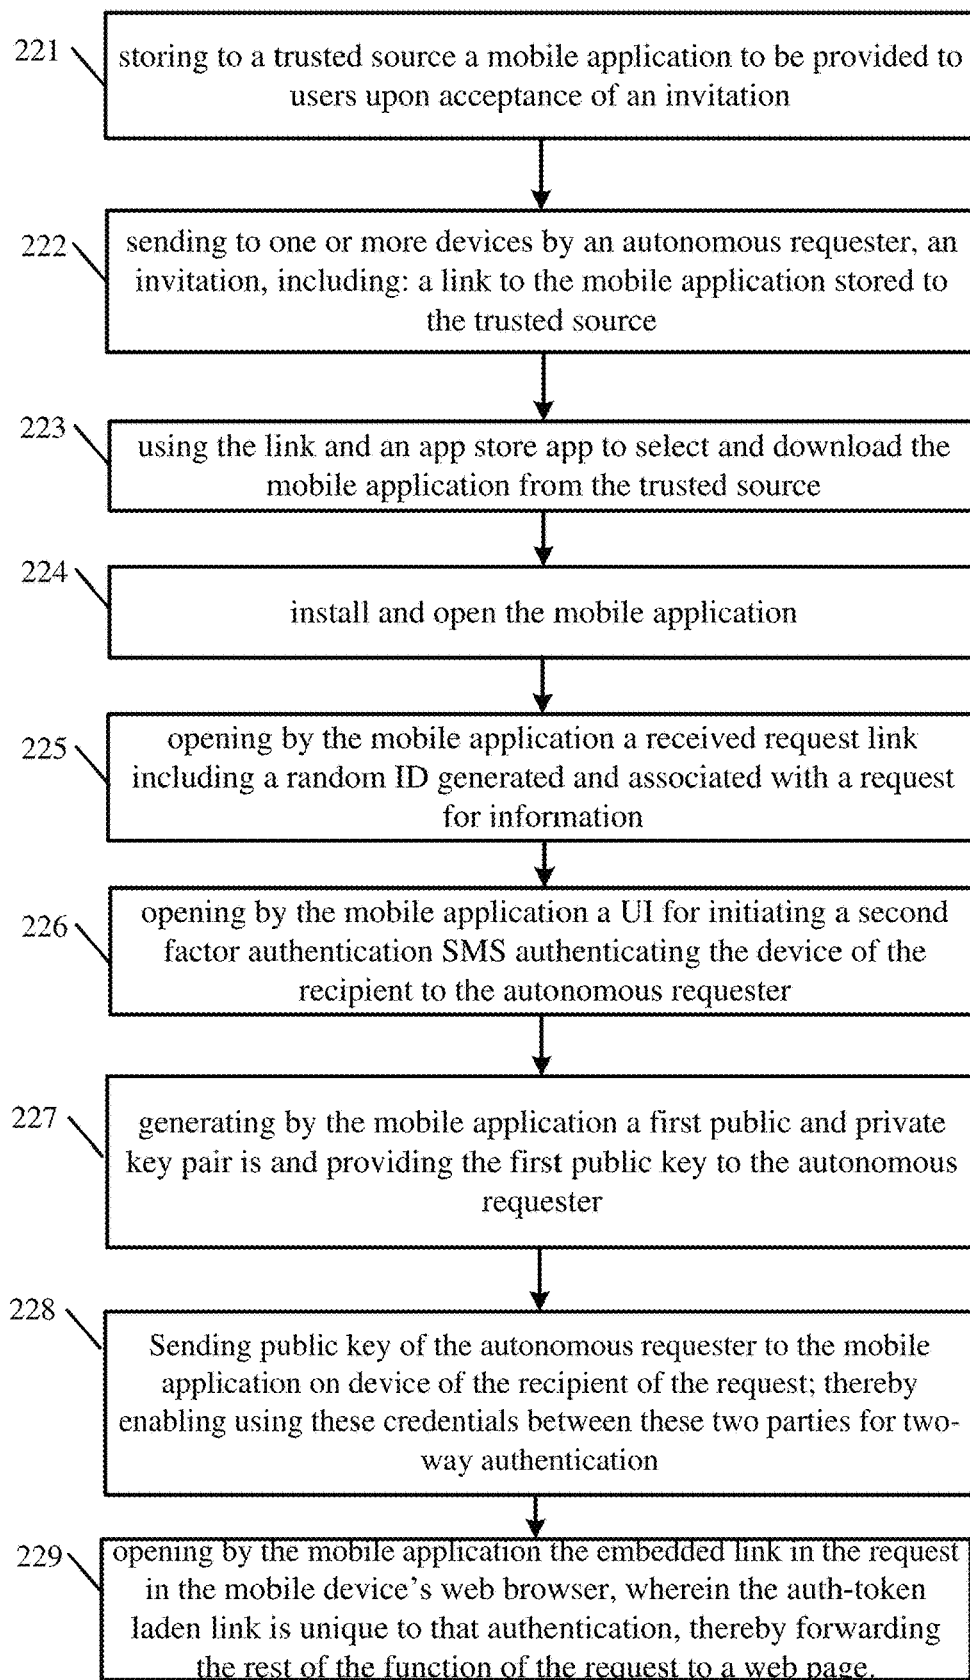 221
storing to a trusted source a mobile application to be provided to
users upon acceptance of an invitation
222
sending to one or more devices by an autonomous requester, an
invitation, including: a link to the mobile application stored to
the trusted source
223
using the link and an app store app to select and download the
mobile application from the trusted source
224
install and open the mobile application
225
opening by the mobile application a received request link
including a random ID generated and associated with a request
for information
226
opening by the mobile application a UI for initiating a second
factor authentication SMS authenticating the device of the
recipient to the autonomous requester
227
generating by the mobile application a first public and private
key pair is and providing the first public key to the autonomous
requester
228
Sending public key of the autonomous requester to the mobile
application on device of the recipient of the request; thereby
enabling using these credentials between these two parties for two-
way authentication
229
opening by the mobile application the embedded link in the request
in the mobile device's web browser, wherein the auth-token
laden link is unique to that authentication, thereby forwarding
the rest of the function of the request to a web page.